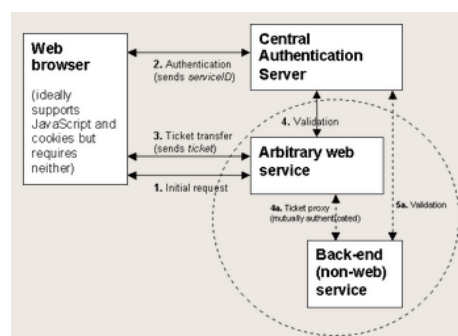 Web
browser
(ideally
supports
JavaScript and
cookies but
requires
neither)
2. Authentication
(sends serviceID)
Central
Authentication
Server
4. Validation
3. Ticket transfer
(sends ticket)
1. Initial request
Arbitrary web
service
4a. Ticket proxy
(mutually authenticated)
5a. Validation
Back-end
(non-web)
service